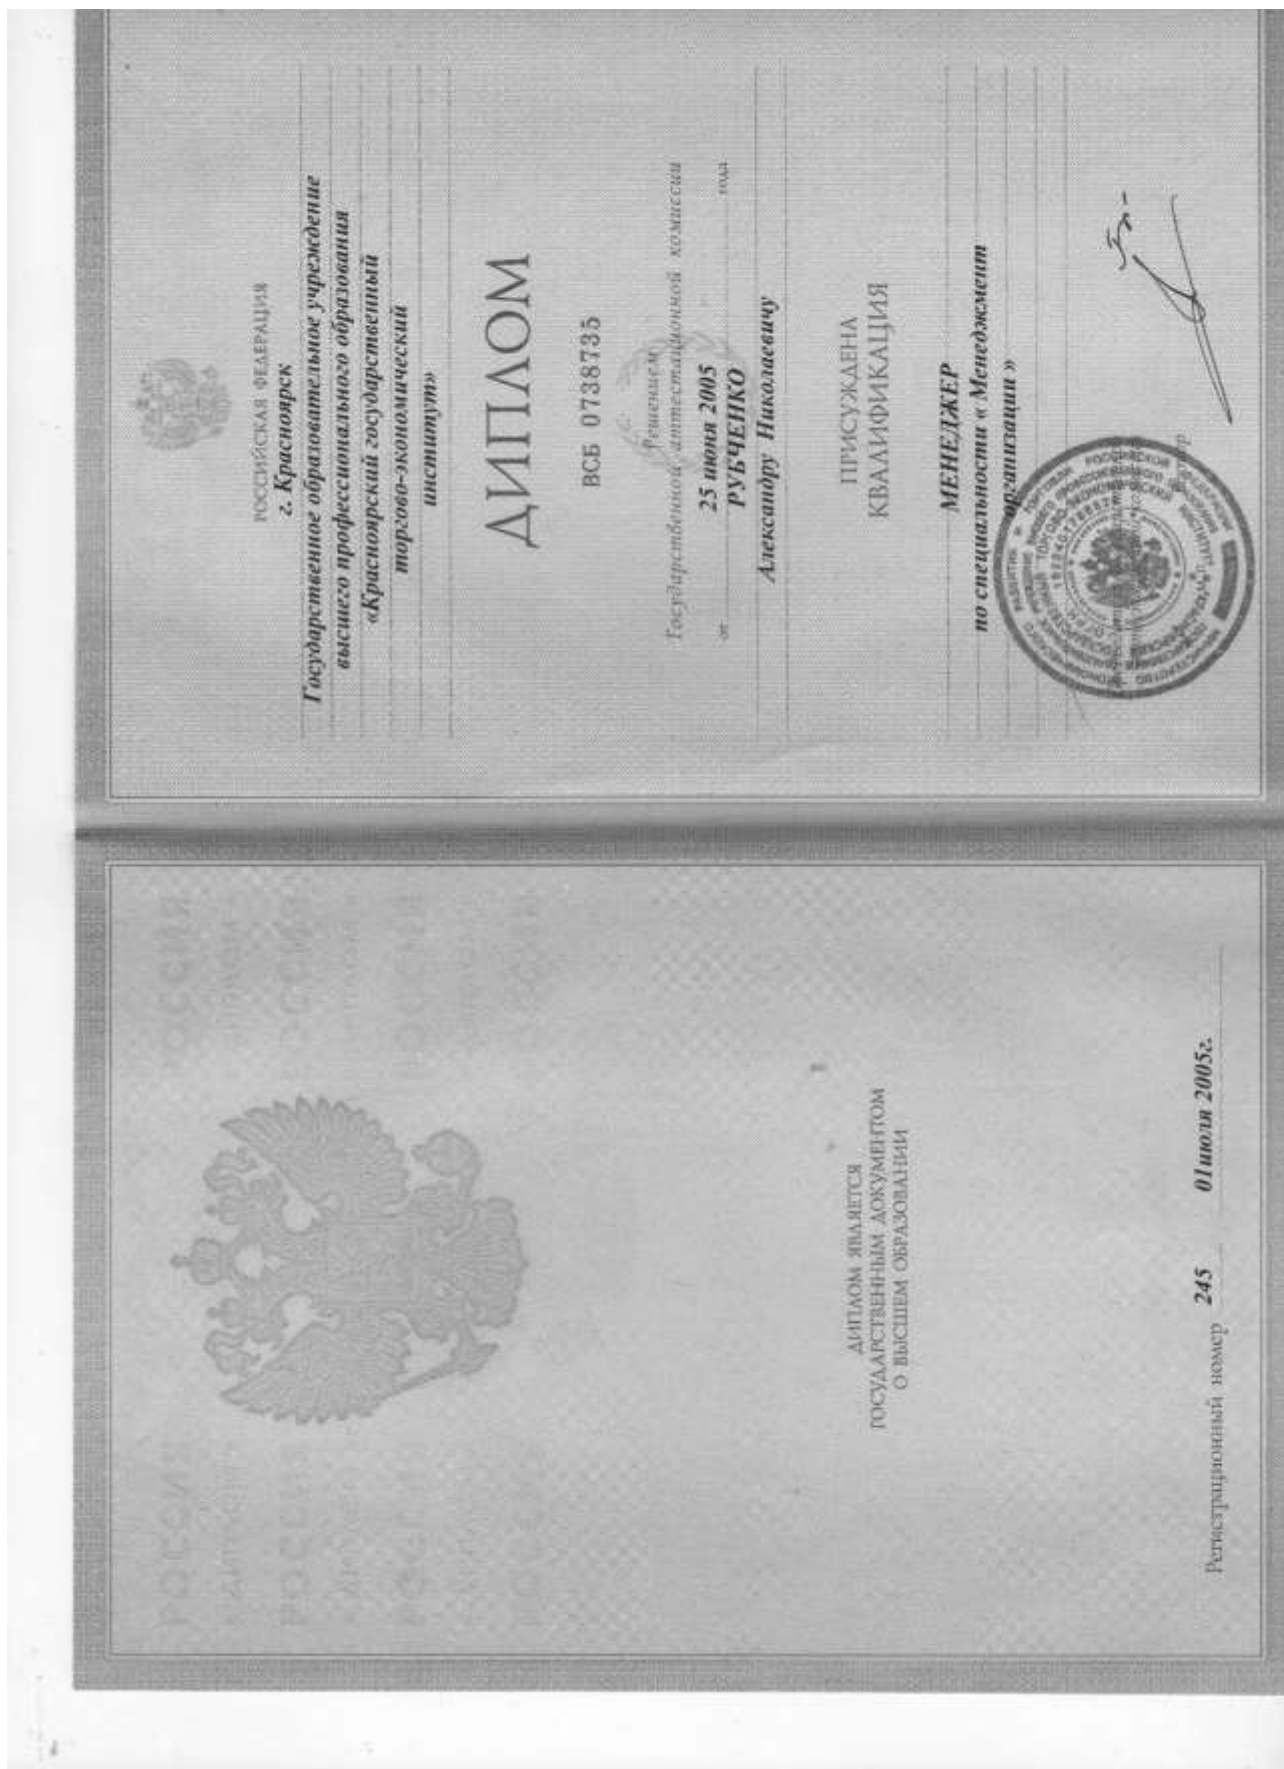 ДИПЛОМ ЯВЛЯЕТСЯ
ГОСУДАРСТВЕННЫМ ДОКУМЕНТОМ
О ВЫСШЕМ ОБРАЗОВАНИИ
Регистрационный номер 245 01 июля 2005г.
РОССИЙСКАЯ ФЕДЕРАЦИЯ
г. Красноярск
Государственное образовательное учреждение
высшего профессионального образования
«Красноярский государственный
торгово-экономический
институт»
ДИПЛОМ
ВСБ 0738735
Решением
Государственной аттестационной комиссии
от 25 июня 2005 года
РУБЧЕНКО
Александру Николаевичу
ПРИСУЖДЕНА
КВАЛИФИКАЦИЯ
МЕНЕДЖЕР
по специальности « Менеджмент
организации »